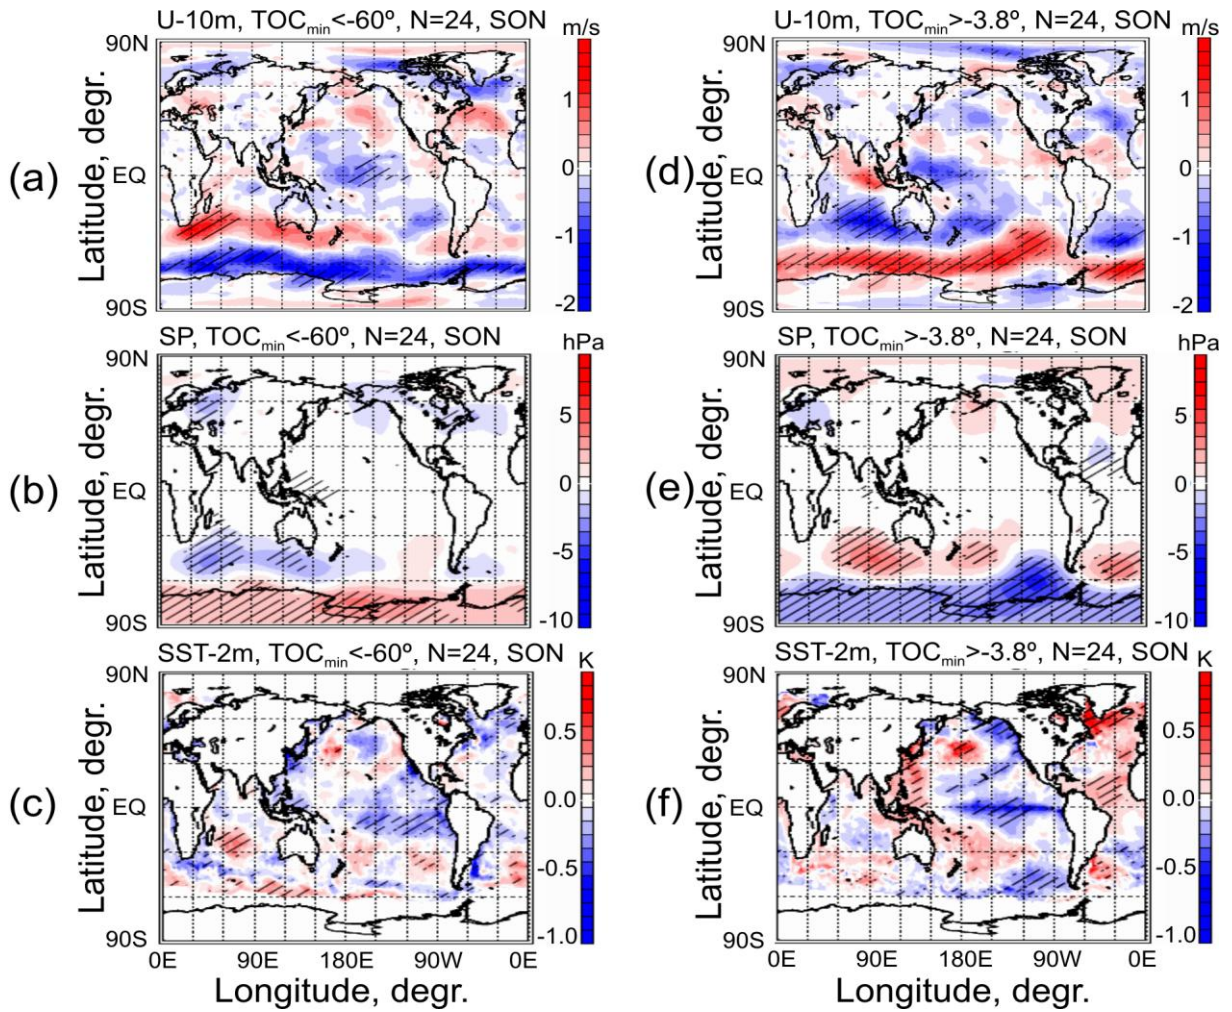 U-10m, TOCmin<-60º, N=24, SON
m/s
90N
EQ
90S
Latitude, degr.
(a)
1
0
-1
-2
U-10m, TOCmin>-3.8º, N=24, SON
m/s
90N
EQ
90S
Latitude, degr.
(d)
1
0
-1
-2
SP, TOCmin<-60º, N=24, SON
hPa
90N
EQ
90S
Latitude, degr.
(b)
5
0
-5
-10
SP, TOCmin>-3.8º, N=24, SON
hPa
90N
EQ
90S
Latitude, degr.
(e)
5
0
-5
-10
SST-2m, TOCmin<-60º, N=24, SON
K
90N
EQ
90S
Latitude, degr.
(c)
0.5
0.0
-0.5
-1.0
0E 90E 180E 90W 0E
Longitude, degr.
SST-2m, TOCmin>-3.8º, N=24, SON
K
90N
EQ
90S
Latitude, degr.
(f)
0.5
0.0
-0.5
-1.0
0E 90E 180E 90W 0E
Longitude, degr.